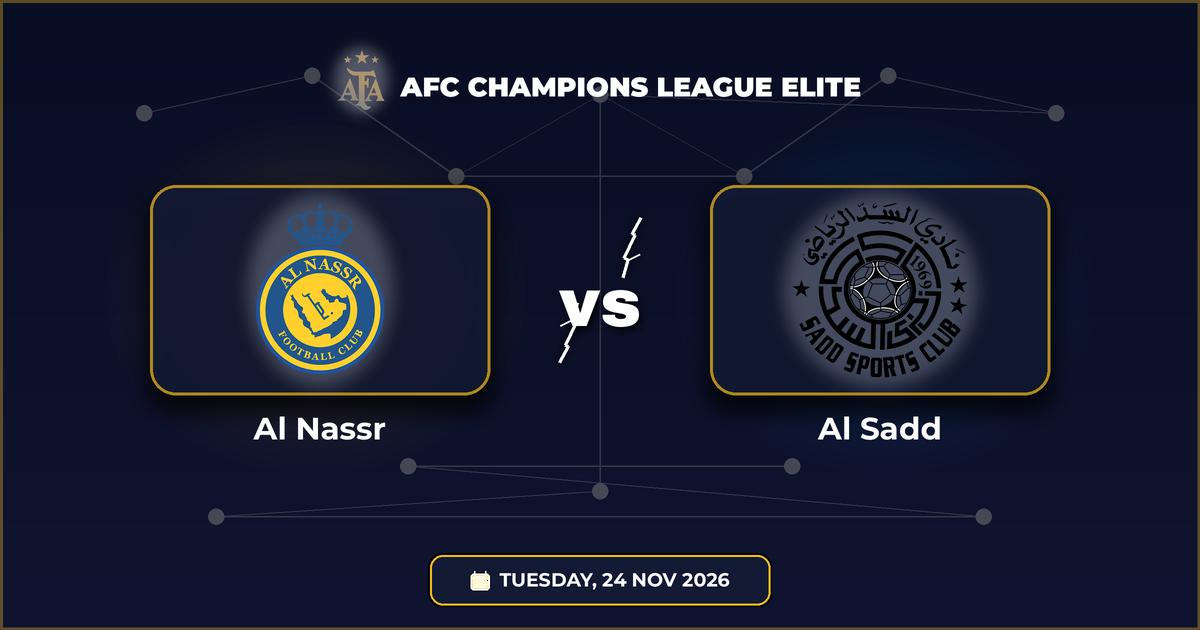 AFA
AFC CHAMPIONS LEAGUE ELITE
AL NASSR
FOOTBALL CLUB
VS
نادي السد الرياضي
1969
السد
SADD SPORTS CLUB
Al Nassr
Al Sadd
TUESDAY, 24 NOV 2026